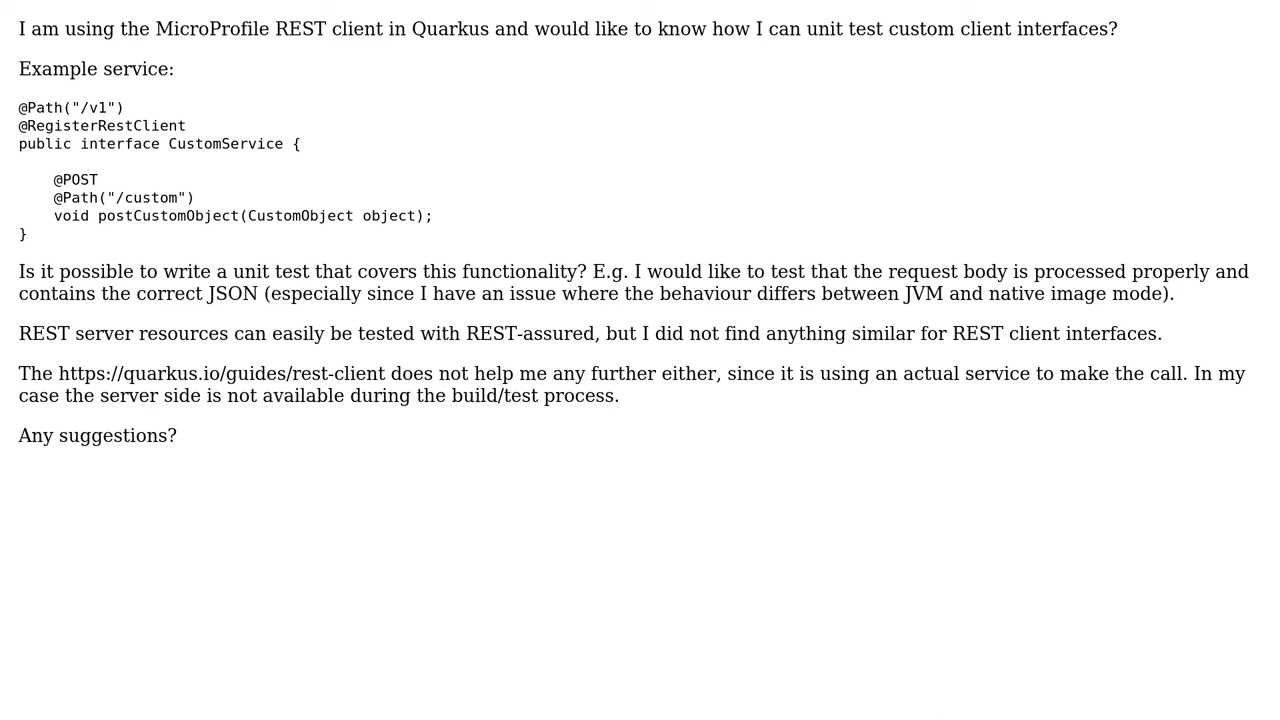 I am using the MicroProfile REST client in Quarkus and would like to know how I can unit test custom client interfaces?
Example service:
@Path("/v1")
@RegisterRestClient
public interface CustomService {
    @POST
    @Path("/custom")
    void postCustomObject(CustomObject object);
}
Is it possible to write a unit test that covers this functionality? E.g. I would like to test that the request body is processed properly and
contains the correct JSON (especially since I have an issue where the behaviour differs between JVM and native image mode).
REST server resources can easily be tested with REST-assured, but I did not find anything similar for REST client interfaces.
The https://quarkus.io/guides/rest-client does not help me any further either, since it is using an actual service to make the call. In my
case the server side is not available during the build/test process.
Any suggestions?